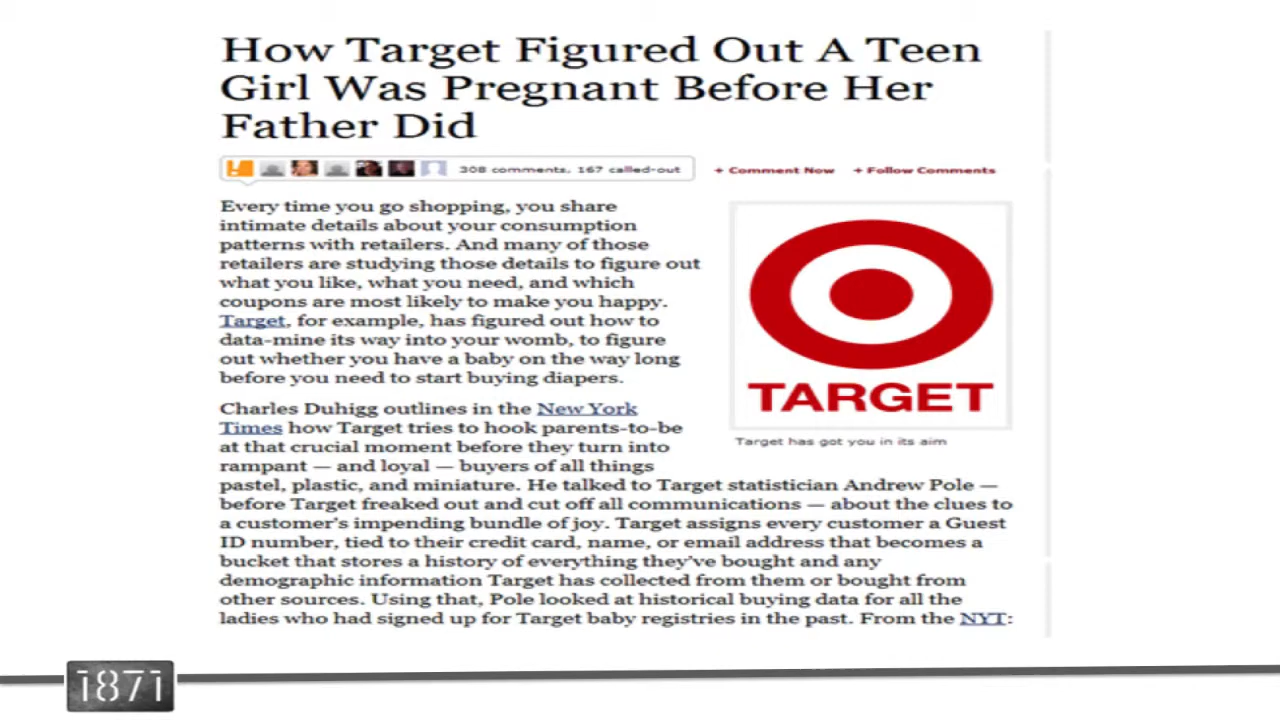 How Target Figured Out A Teen
Girl Was Pregnant Before Her
Father Did
308 comments, 167 called-out
+ Comment Now + Follow Comments
Every time you go shopping, you share
intimate details about your consumption
patterns with retailers. And many of those
retailers are studying those details to figure out
what you like, what you need, and which
coupons are most likely to make you happy.
Target, for example, has figured out how to
data-mine its way into your womb, to figure
out whether you have a baby on the way long
before you need to start buying diapers.
TARGET
Target has got you in its aim
Charles Duhigg outlines in the New York
Times how Target tries to hook parents-to-be
at that crucial moment before they turn into
rampant — and loyal — buyers of all things
pastel, plastic, and miniature. He talked to Target statistician Andrew Pole —
before Target freaked out and cut off all communications — about the clues to
a customer's impending bundle of joy. Target assigns every customer a Guest
ID number, tied to their credit card, name, or email address that becomes a
bucket that stores a history of everything they've bought and any
demographic information Target has collected from them or bought from
other sources. Using that, Pole looked at historical buying data for all the
ladies who had signed up for Target baby registries in the past. From the NYT:
1871